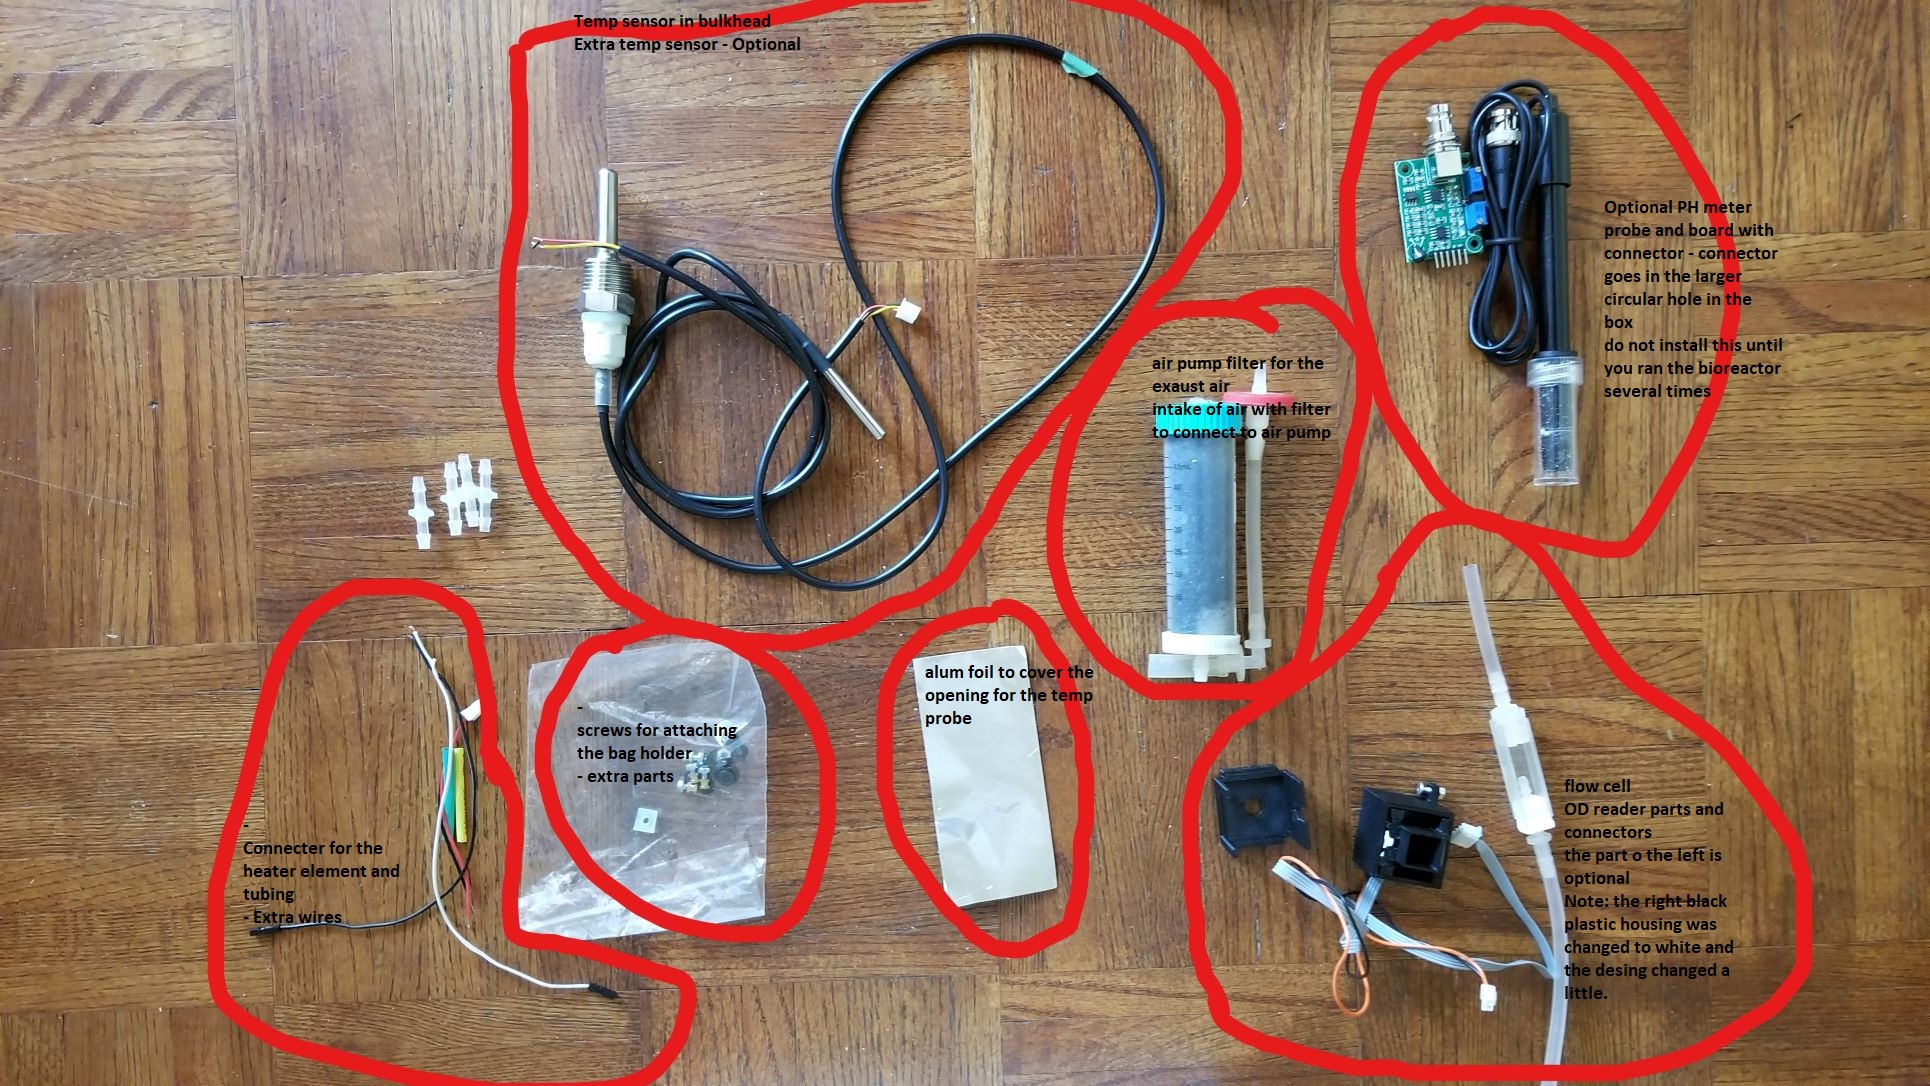 Temp sensor in bulkhead
Extra temp sensor - Optional
Optional PH meter
probe and board with
connector - connector
goes in the larger
circular hole in the
box
do not install this until
you ran the bioreactor
several times
air pump filter for the
exaust air
intake of air with filter
to connect to air pump
alum foil to cover the
opening for the temp
probe
-
screws for attaching
the bag holder
- extra parts
-
Connecter for the
heater element and
tubing
- Extra wires
flow cell
OD reader parts and
connectors
the part o the left is
optional
Note: the right black
plastic housing was
changed to white and
the desing changed a
little.